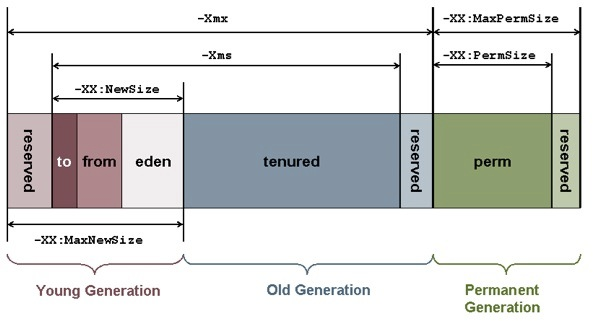 -Xmx
-XX:MaxPermSize
-Xms
-XX:PermSize
-XX:NewSize
reserved
to
from
eden
tenured
reserved
perm
reserved
-XX:MaxNewSize
Young Generation
Old Generation
Permanent
Generation